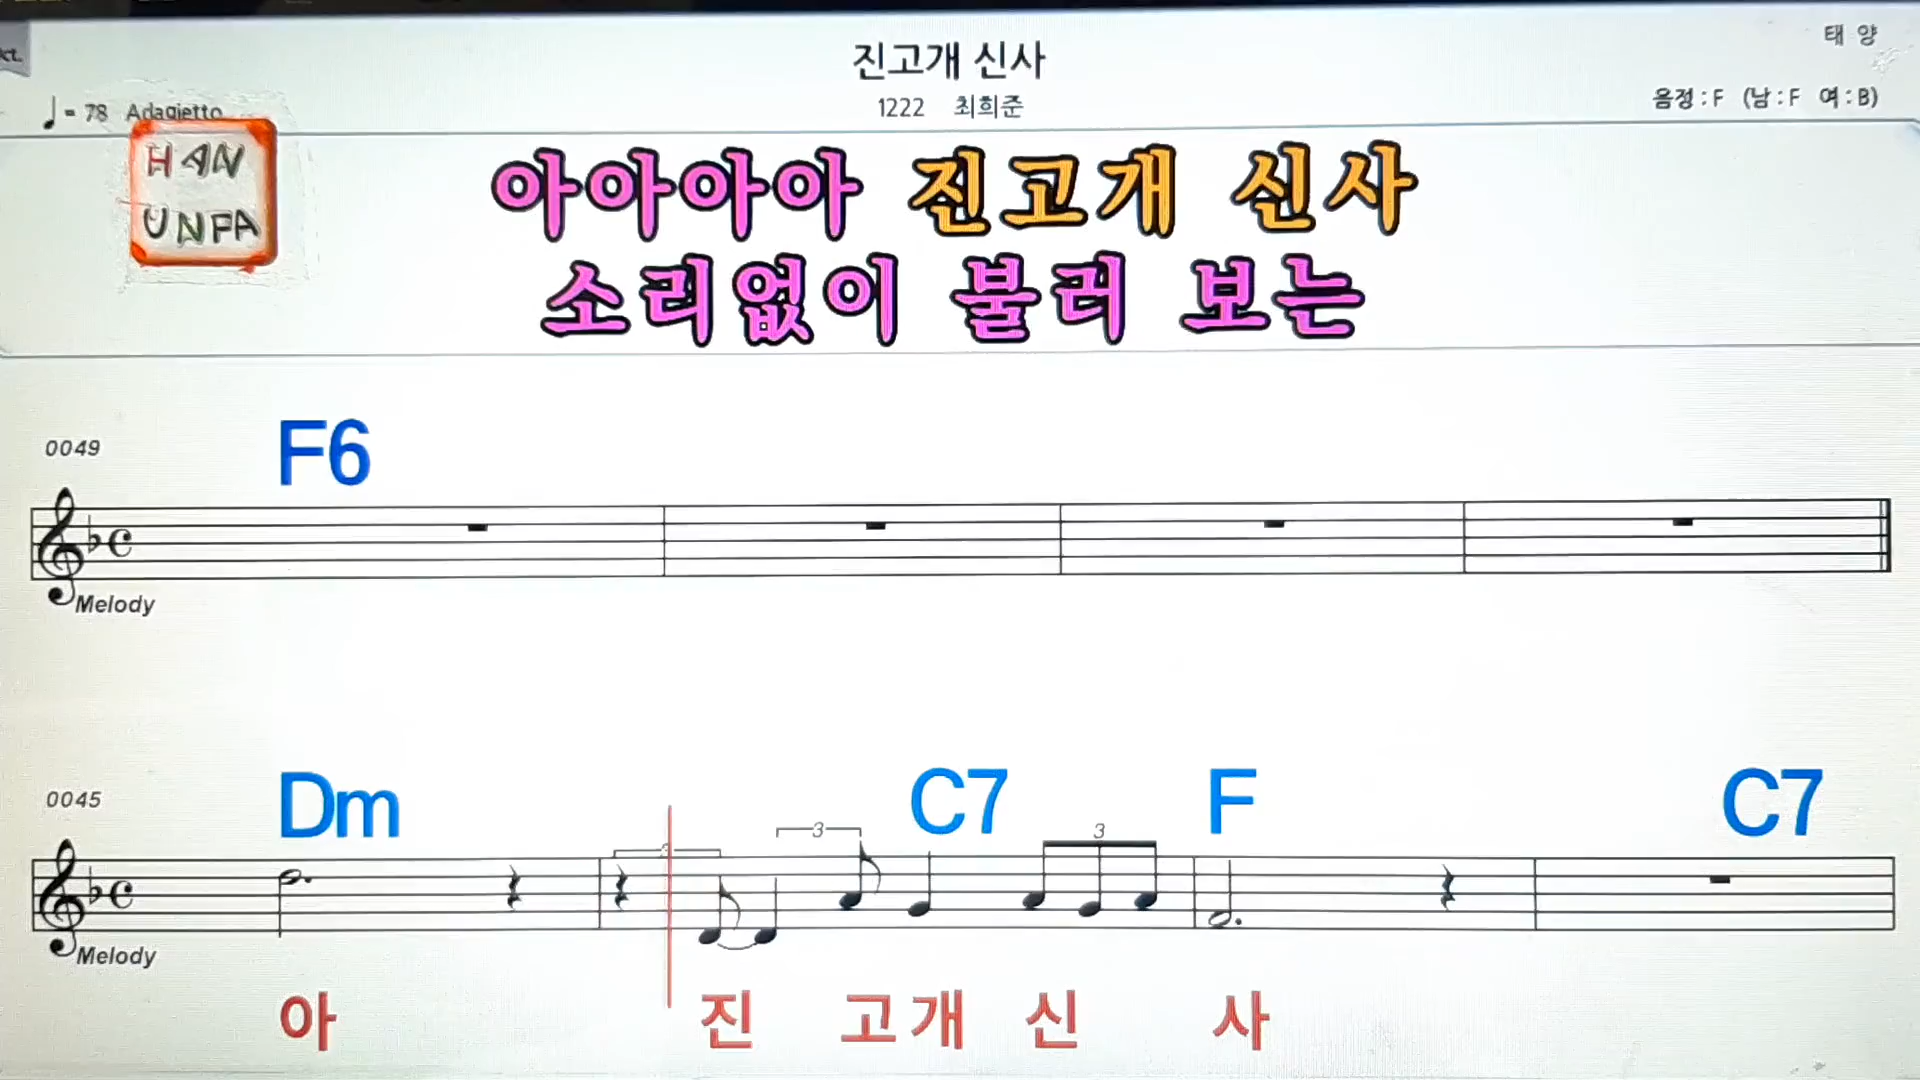 태 양
진고개 신사
1222 최희준
음정 : F (남 : F 여 : B)
= 78 Adagietto
HAN
UNFA
아아아아 진고개 신사
소리없이 불러 보는
0049
F6
Melody
0045
Dm C7 F C7
3 3
Melody
아 진 고 개 신 사